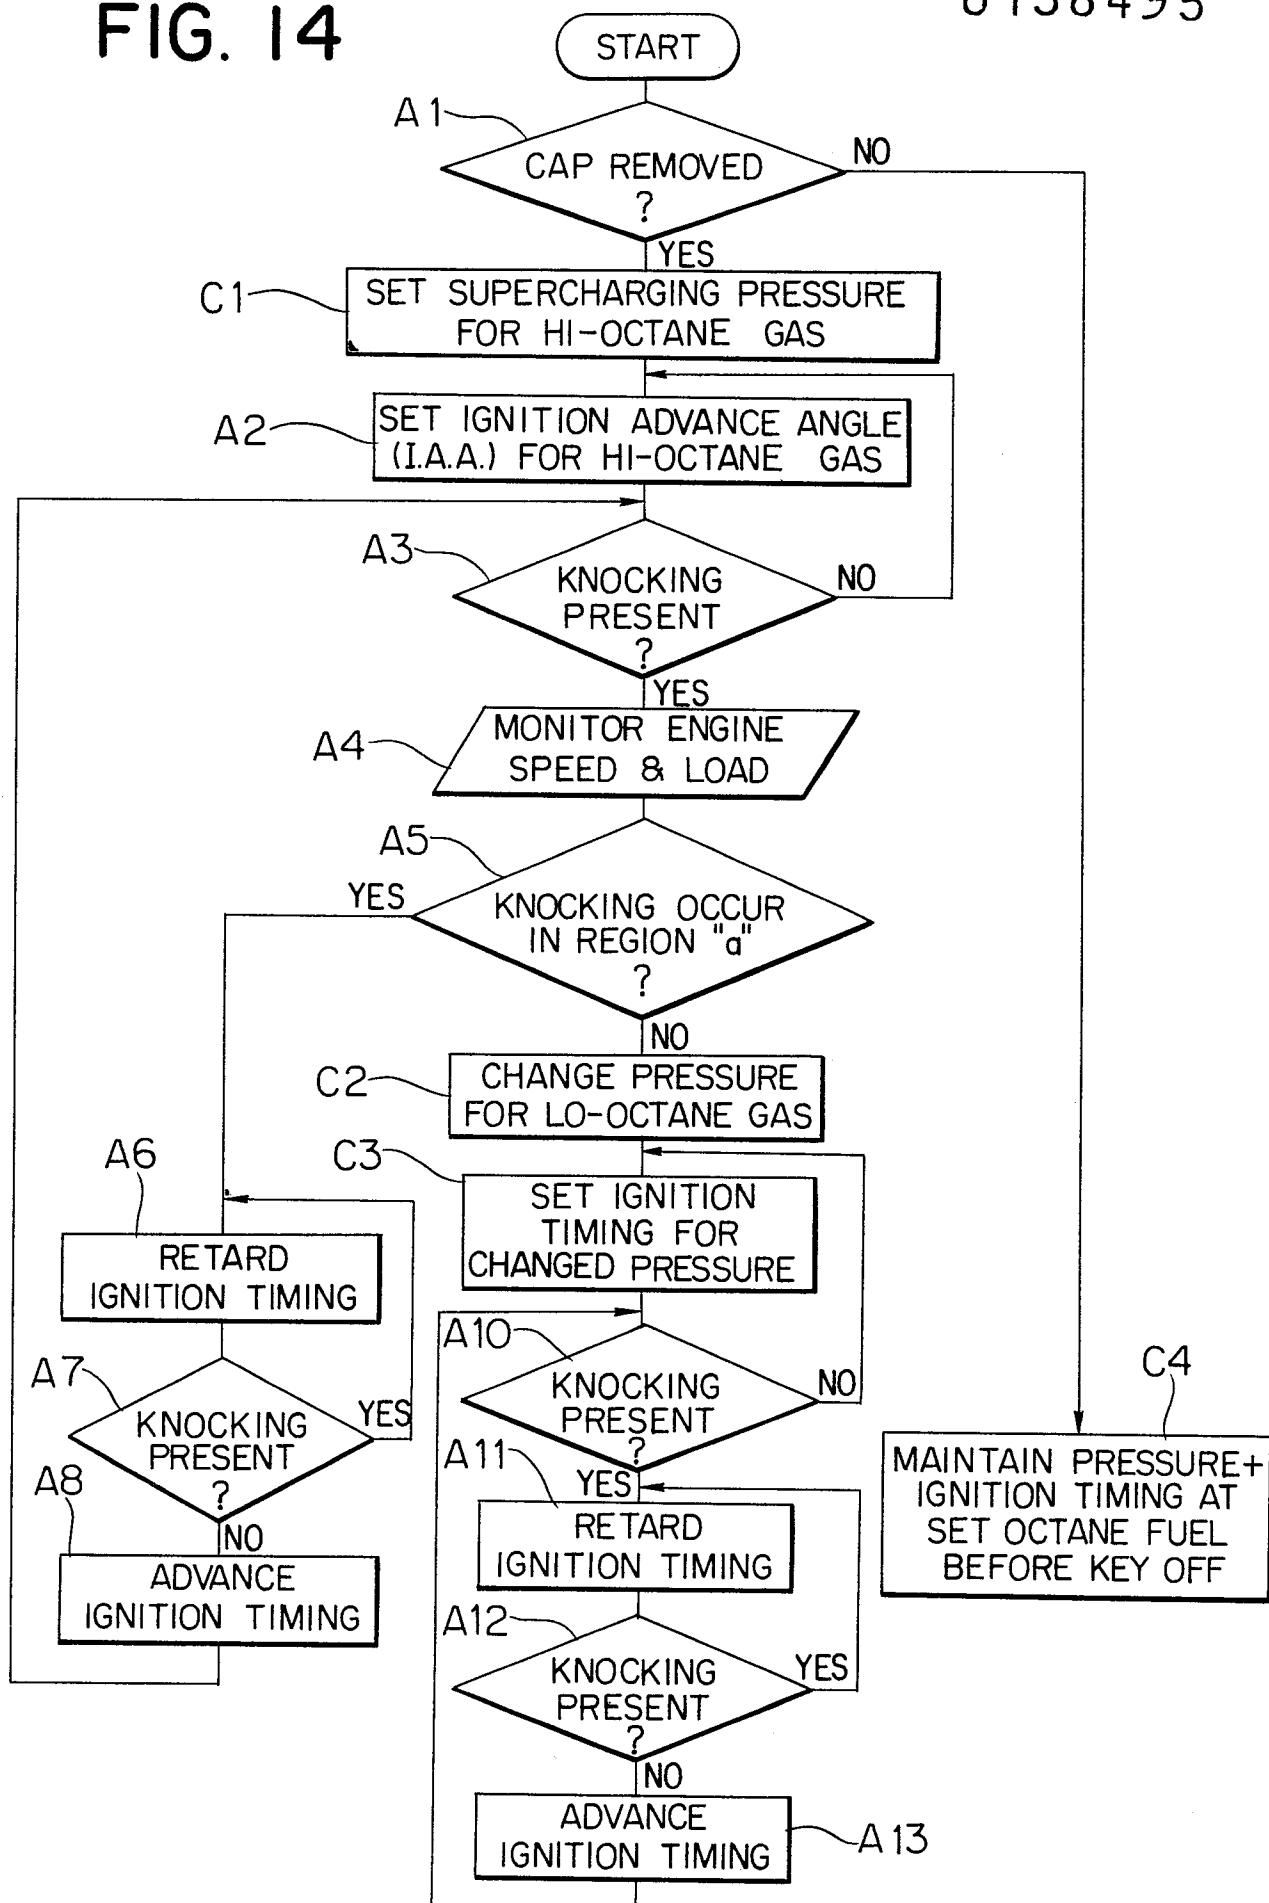 FIG. 14
0138495
START
A1
CAP REMOVED
?
NO
YES
C1
SET SUPERCHARGING PRESSURE
FOR HI-OCTANE GAS
A2
SET IGNITION ADVANCE ANGLE
(I.A.A.) FOR HI-OCTANE GAS
A3
KNOCKING
PRESENT
?
NO
YES
A4
MONITOR ENGINE
SPEED & LOAD
A5
YES
KNOCKING OCCUR
IN REGION "a"
?
NO
C2
CHANGE PRESSURE
FOR LO-OCTANE GAS
C3
SET IGNITION
TIMING FOR
CHANGED PRESSURE
A6
RETARD
IGNITION TIMING
A7
KNOCKING
PRESENT
?
YES
NO
A8
ADVANCE
IGNITION TIMING
A10
KNOCKING
PRESENT
?
NO
YES
A11
RETARD
IGNITION TIMING
A12
KNOCKING
PRESENT
?
YES
NO
ADVANCE
IGNITION TIMING
A13
C4
MAINTAIN PRESSURE+
IGNITION TIMING AT
SET OCTANE FUEL
BEFORE KEY OFF